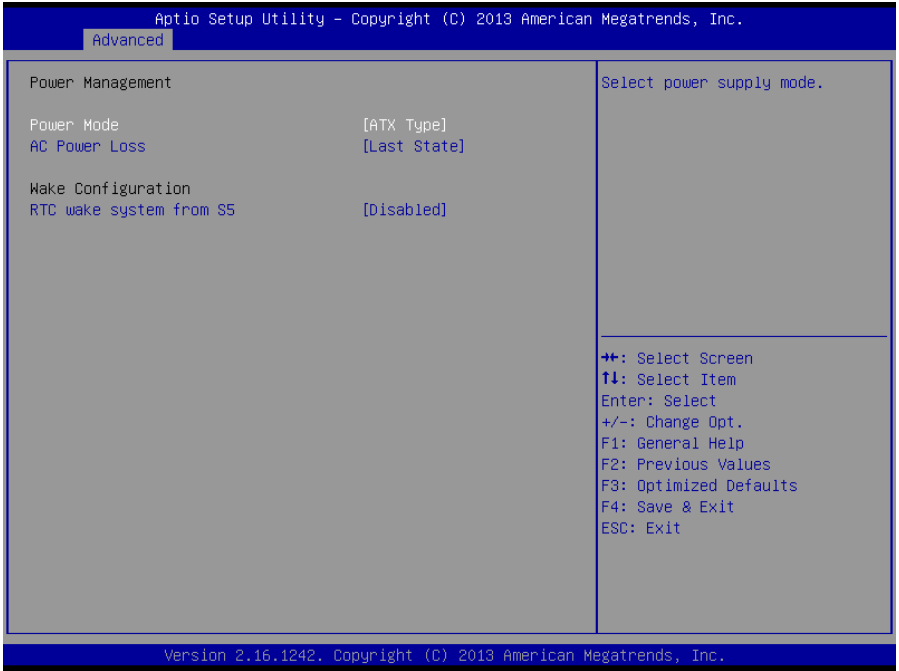 Aptio Setup Utility – Copyright (C) 2013 American Megatrends, Inc.
Advanced
Power Management
Power Mode [ATX Type]
AC Power Loss [Last State]
Wake Configuration
RTC wake system from S5 [Disabled]
Select power supply mode.
→←: Select Screen
↑↓: Select Item
Enter: Select
+/-: Change Opt.
F1: General Help
F2: Previous Values
F3: Optimized Defaults
F4: Save & Exit
ESC: Exit
Version 2.16.1242. Copyright (C) 2013 American Megatrends, Inc.